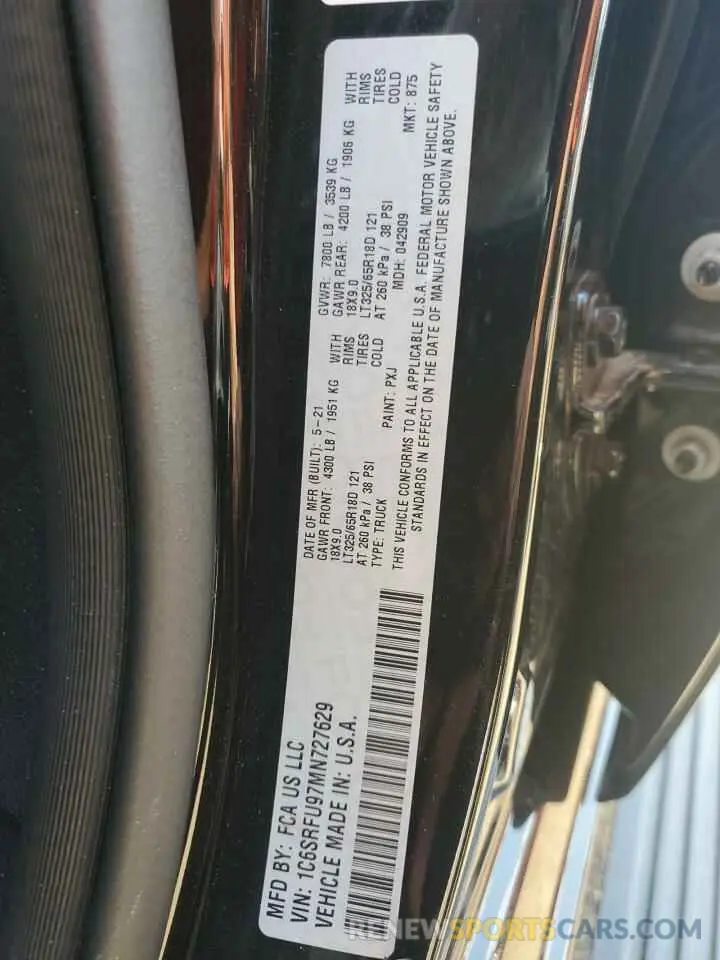 MFD BY: FCA US LLC
VIN: 1C6SRFU97MN727629
VEHICLE MADE IN: U.S.A.
DATE OF MFR (BUILT): 5-21
GAWR FRONT: 4300 LB / 1951 KG WITH
18X9.0 RIMS
LT325/65R18D 121 TIRES
AT 260 kPa / 38 PSI COLD
TYPE: TRUCK PAINT: PXJ
GVWR: 7800 LB / 3539 KG
GAWR REAR: 4200 LB / 1906 KG WITH
18X9.0 RIMS
LT325/65R18D 121 TIRES
AT 260 kPa / 38 PSI COLD
MDH: 042909 MKT: 875
THIS VEHICLE CONFORMS TO ALL APPLICABLE U.S.A. FEDERAL MOTOR VEHICLE SAFETY
STANDARDS IN EFFECT ON THE DATE OF MANUFACTURE SHOWN ABOVE.
RENEWSPORTSCARS.COM